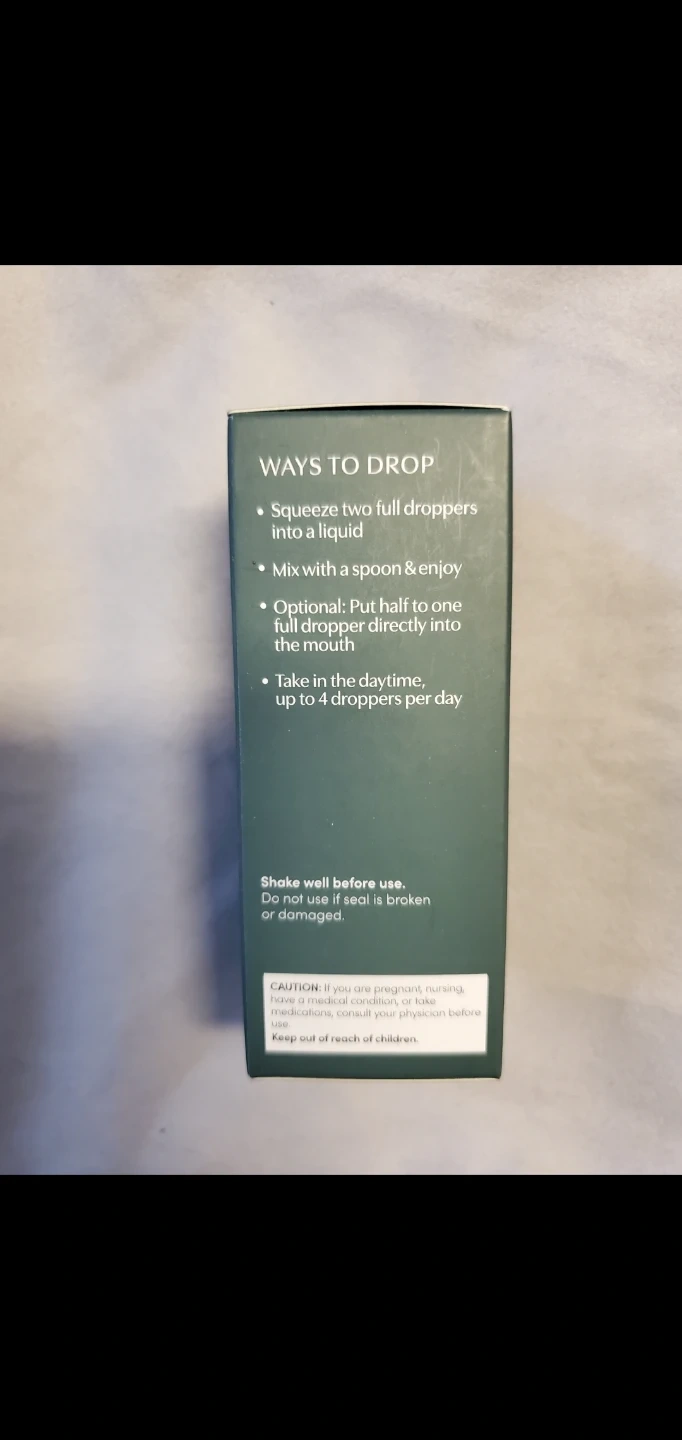 WAYS TO DROP
• Squeeze two full droppers
into a liquid
• Mix with a spoon & enjoy
• Optional: Put half to one
full dropper directly into
the mouth
• Take in the daytime,
up to 4 droppers per day
Shake well before use.
Do not use if seal is broken
or damaged.
CAUTION: If you are pregnant, nursing,
have a medical condition, or take
medications, consult your physician before
use.
Keep out of reach of children.